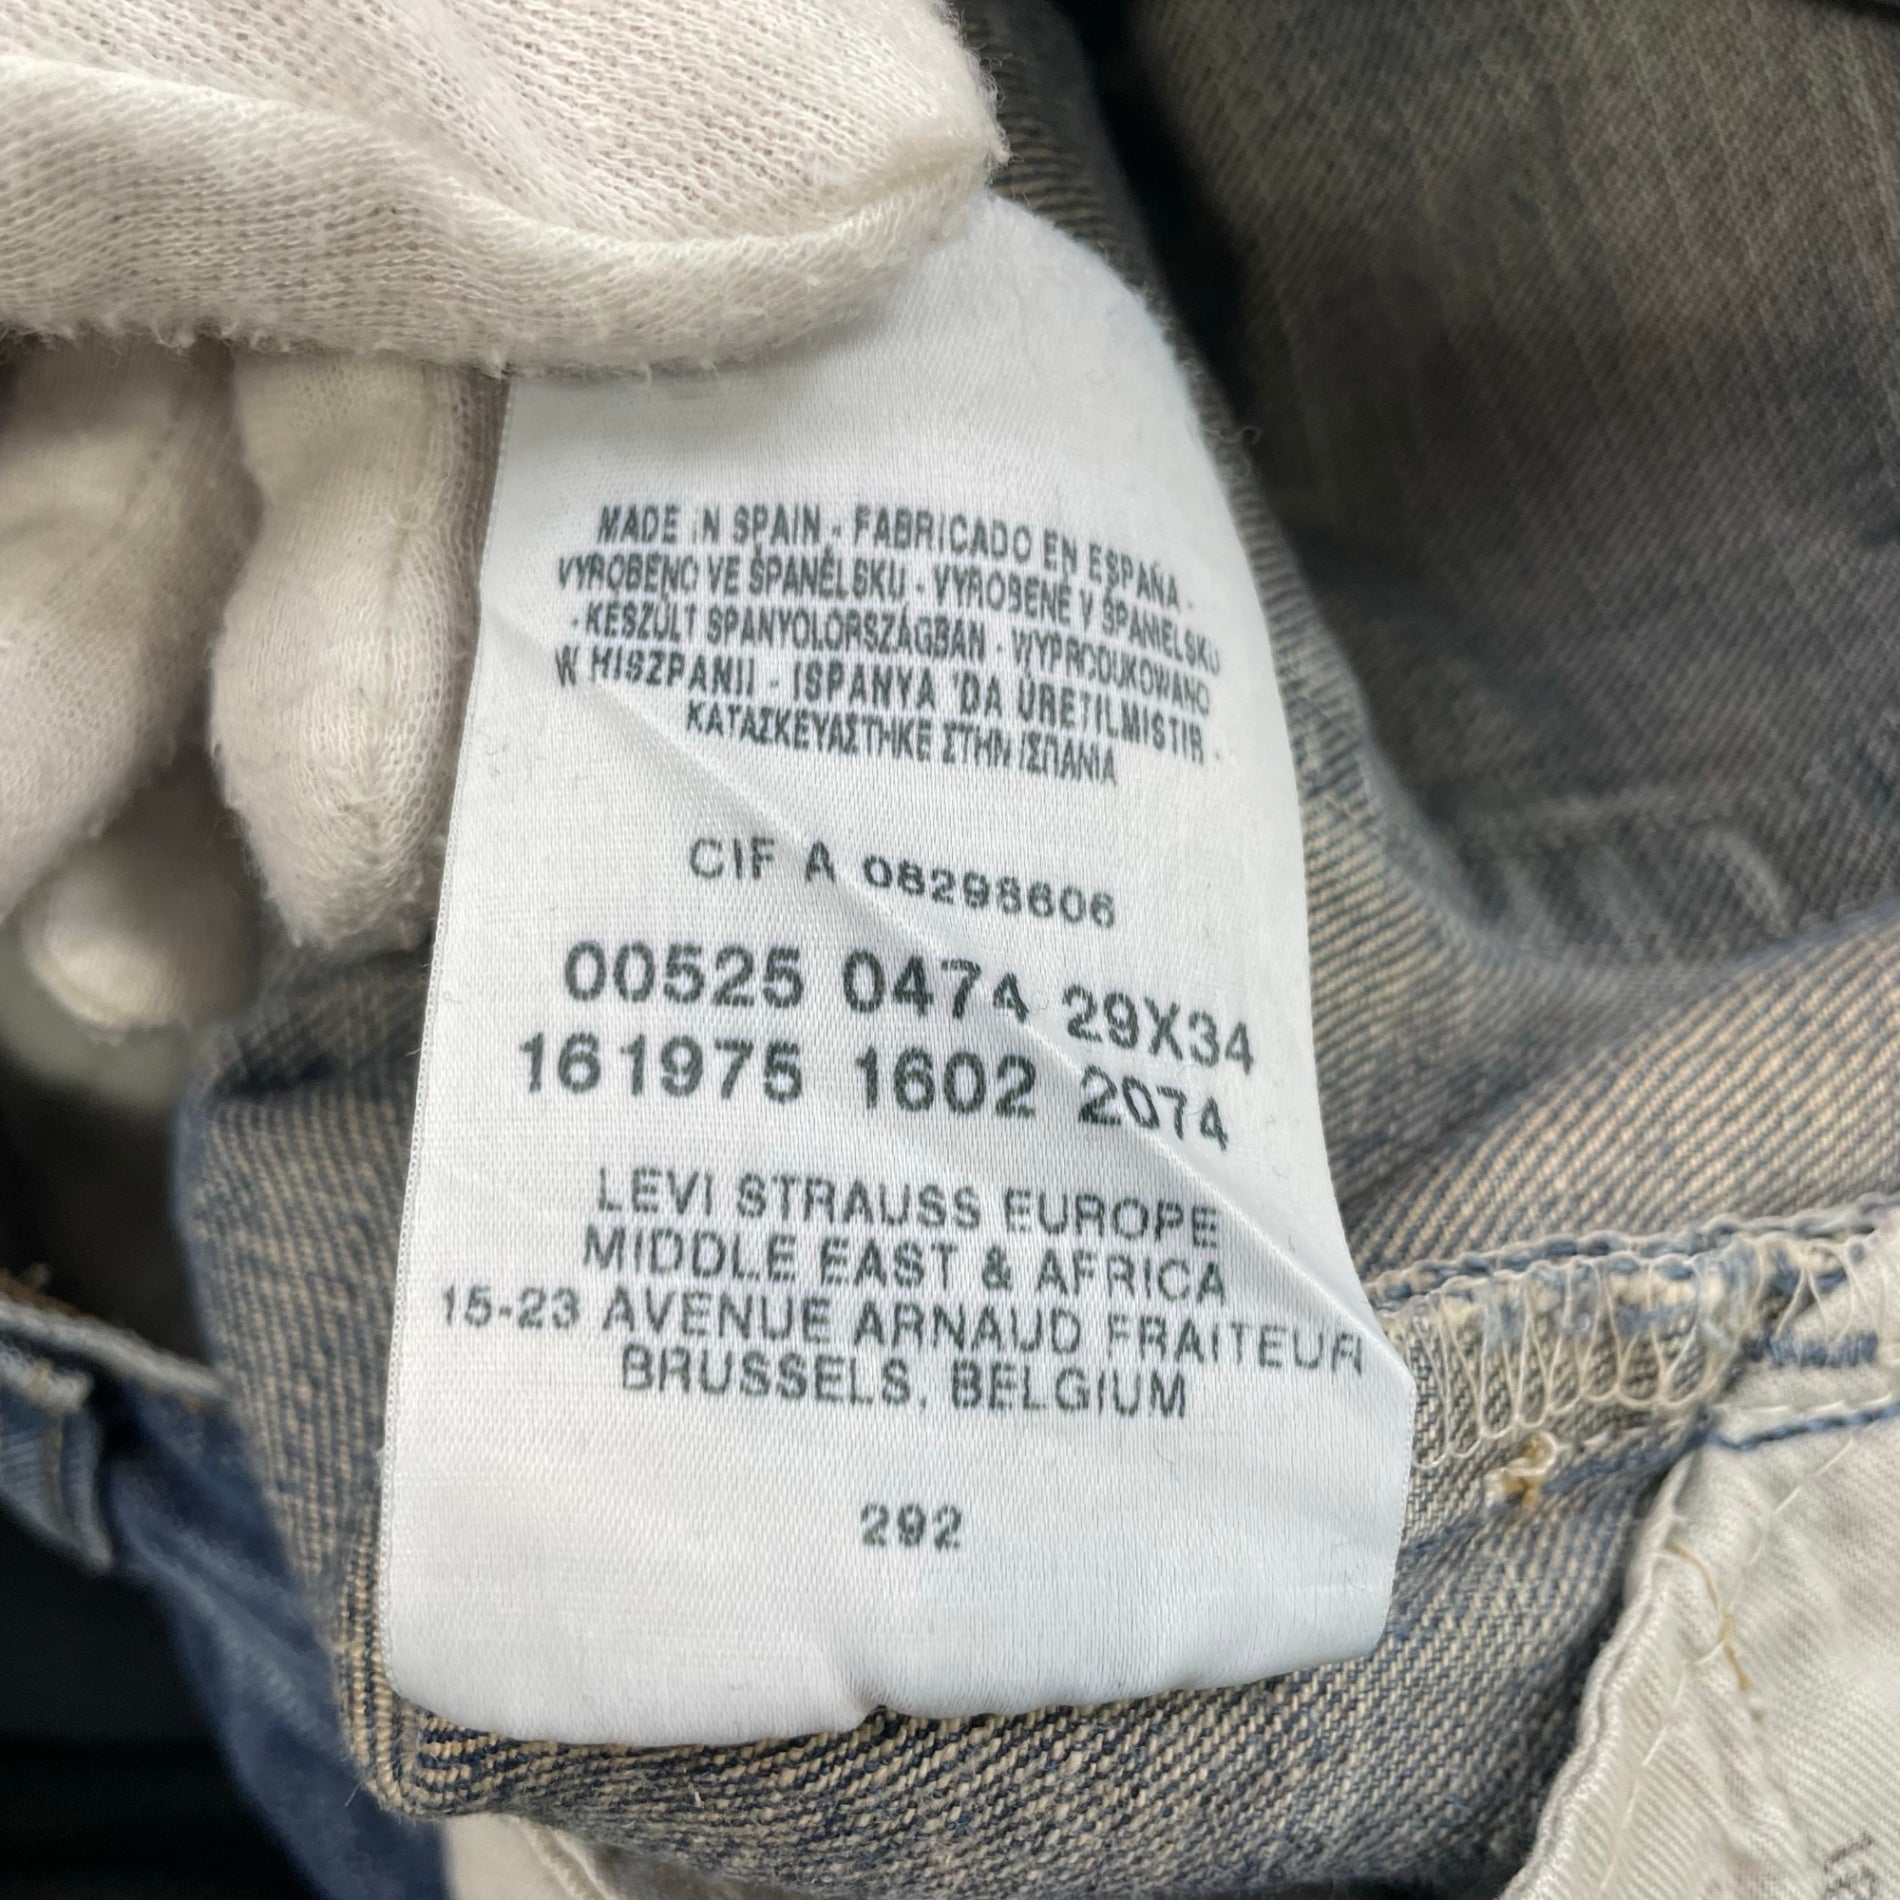 MADE IN SPAIN - FABRICADO EN ESPAÑA -
VYROBENO VE ŠPANĚLSKU - VYROBENÉ V ŠPANIELSKU
- KESZÜLT SPANYOLORSZÁGBAN - WYPRODUKOWANO
W HISZPANII - ISPANYA 'DA ÜRETILMISTIR -
ΚΑΤΑΣΚΕΥΑΣΤΗΚΕ ΣΤΗΝ ΙΣΠΑΝΙΑ
CIF A 08298606
00525 0474 29X34
161975 1602 2074
LEVI STRAUSS EUROPE
MIDDLE EAST & AFRICA
15-23 AVENUE ARNAUD FRAITEUR
BRUSSELS, BELGIUM
292